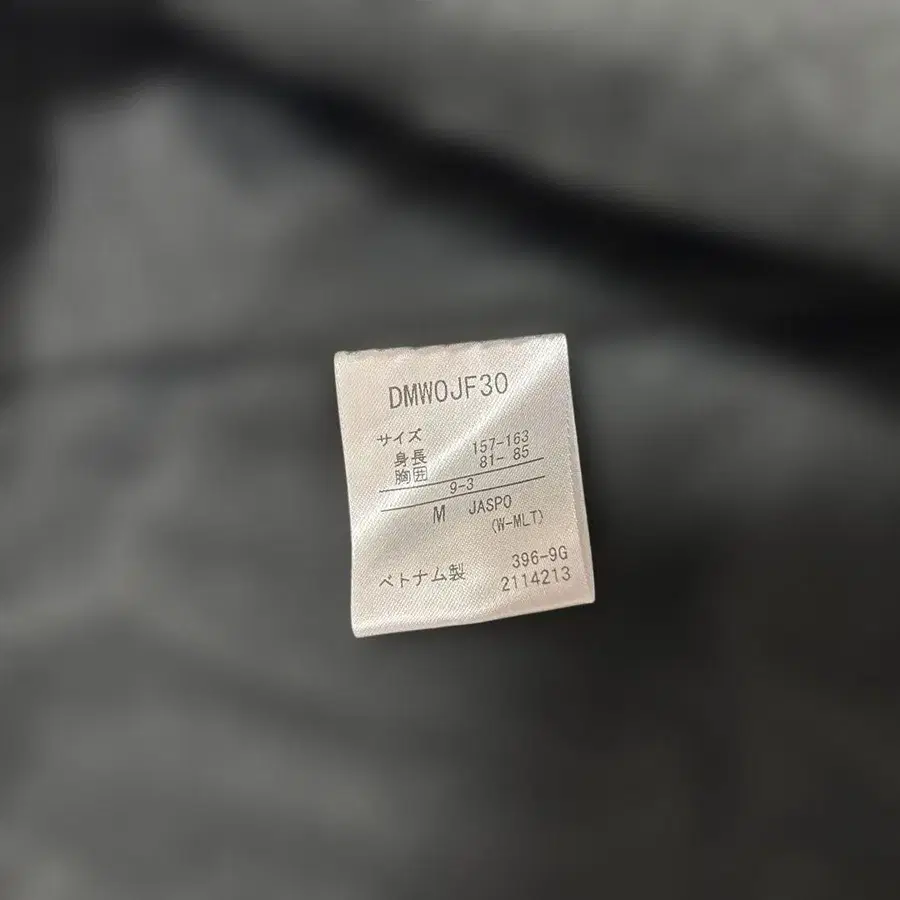 DMWOJF30
サイズ
身長 157-163
胸囲 81- 85
9-3
M JASPO
(W-MLT)
396-9G
ベトナム製 2114213